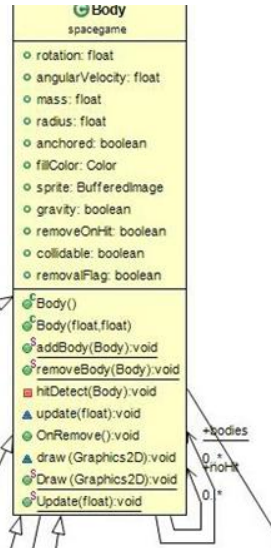 Body
spacegame
rotation: float
angularVelocity: float
mass: float
radius: float
anchored: boolean
fillColor: Color
sprite: BufferedImage
gravity: boolean
removeOnHit: boolean
collidable: boolean
removalFlag: boolean
Body()
Body(float,float)
addBody(Body):void
removeBody(Body):void
hitDetect(Body):void
update(float):void
OnRemove():void
draw (Graphics2D):void
Draw (Graphics2D):void
Update(float):void
+bodies
0..*
+noHit
0..*